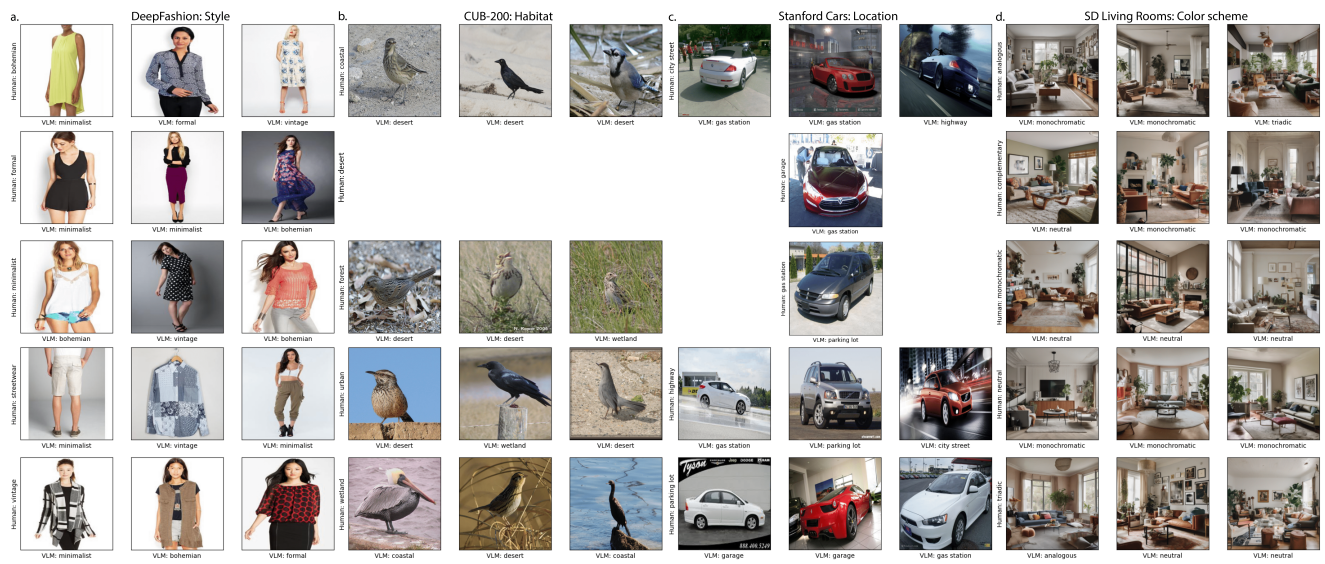 a. DeepFashion: Style
Human: bohemian
VLM: minimalist
VLM: formal
VLM: vintage
Human: formal
VLM: minimalist
VLM: minimalist
VLM: bohemian
Human: minimalist
VLM: bohemian
VLM: vintage
VLM: bohemian
Human: streetwear
VLM: minimalist
VLM: vintage
VLM: minimalist
Human: vintage
VLM: minimalist
VLM: bohemian
VLM: formal
b. CUB-200: Habitat
Human: coastal
VLM: desert
VLM: desert
VLM: desert
Human: desert
Human: forest
VLM: desert
VLM: desert
VLM: wetland
Human: urban
VLM: desert
VLM: wetland
VLM: desert
Human: wetland
VLM: coastal
VLM: desert
VLM: coastal
c. Stanford Cars: Location
Human: city street
VLM: gas station
VLM: gas station
VLM: highway
Human: garage
VLM: gas station
Human: gas station
VLM: parking lot
Human: highway
VLM: gas station
VLM: parking lot
VLM: city street
Human: parking lot
Tyson
888.400.5249
VLM: garage
VLM: garage
VLM: gas station
d. SD Living Rooms: Color scheme
Human: analogous
VLM: monochromatic
VLM: monochromatic
VLM: triadic
Human: complementary
VLM: neutral
VLM: monochromatic
VLM: monochromatic
Human: monochromatic
VLM: neutral
VLM: neutral
VLM: neutral
Human: neutral
VLM: monochromatic
VLM: monochromatic
VLM: monochromatic
Human: triadic
VLM: analogous
VLM: neutral
VLM: neutral